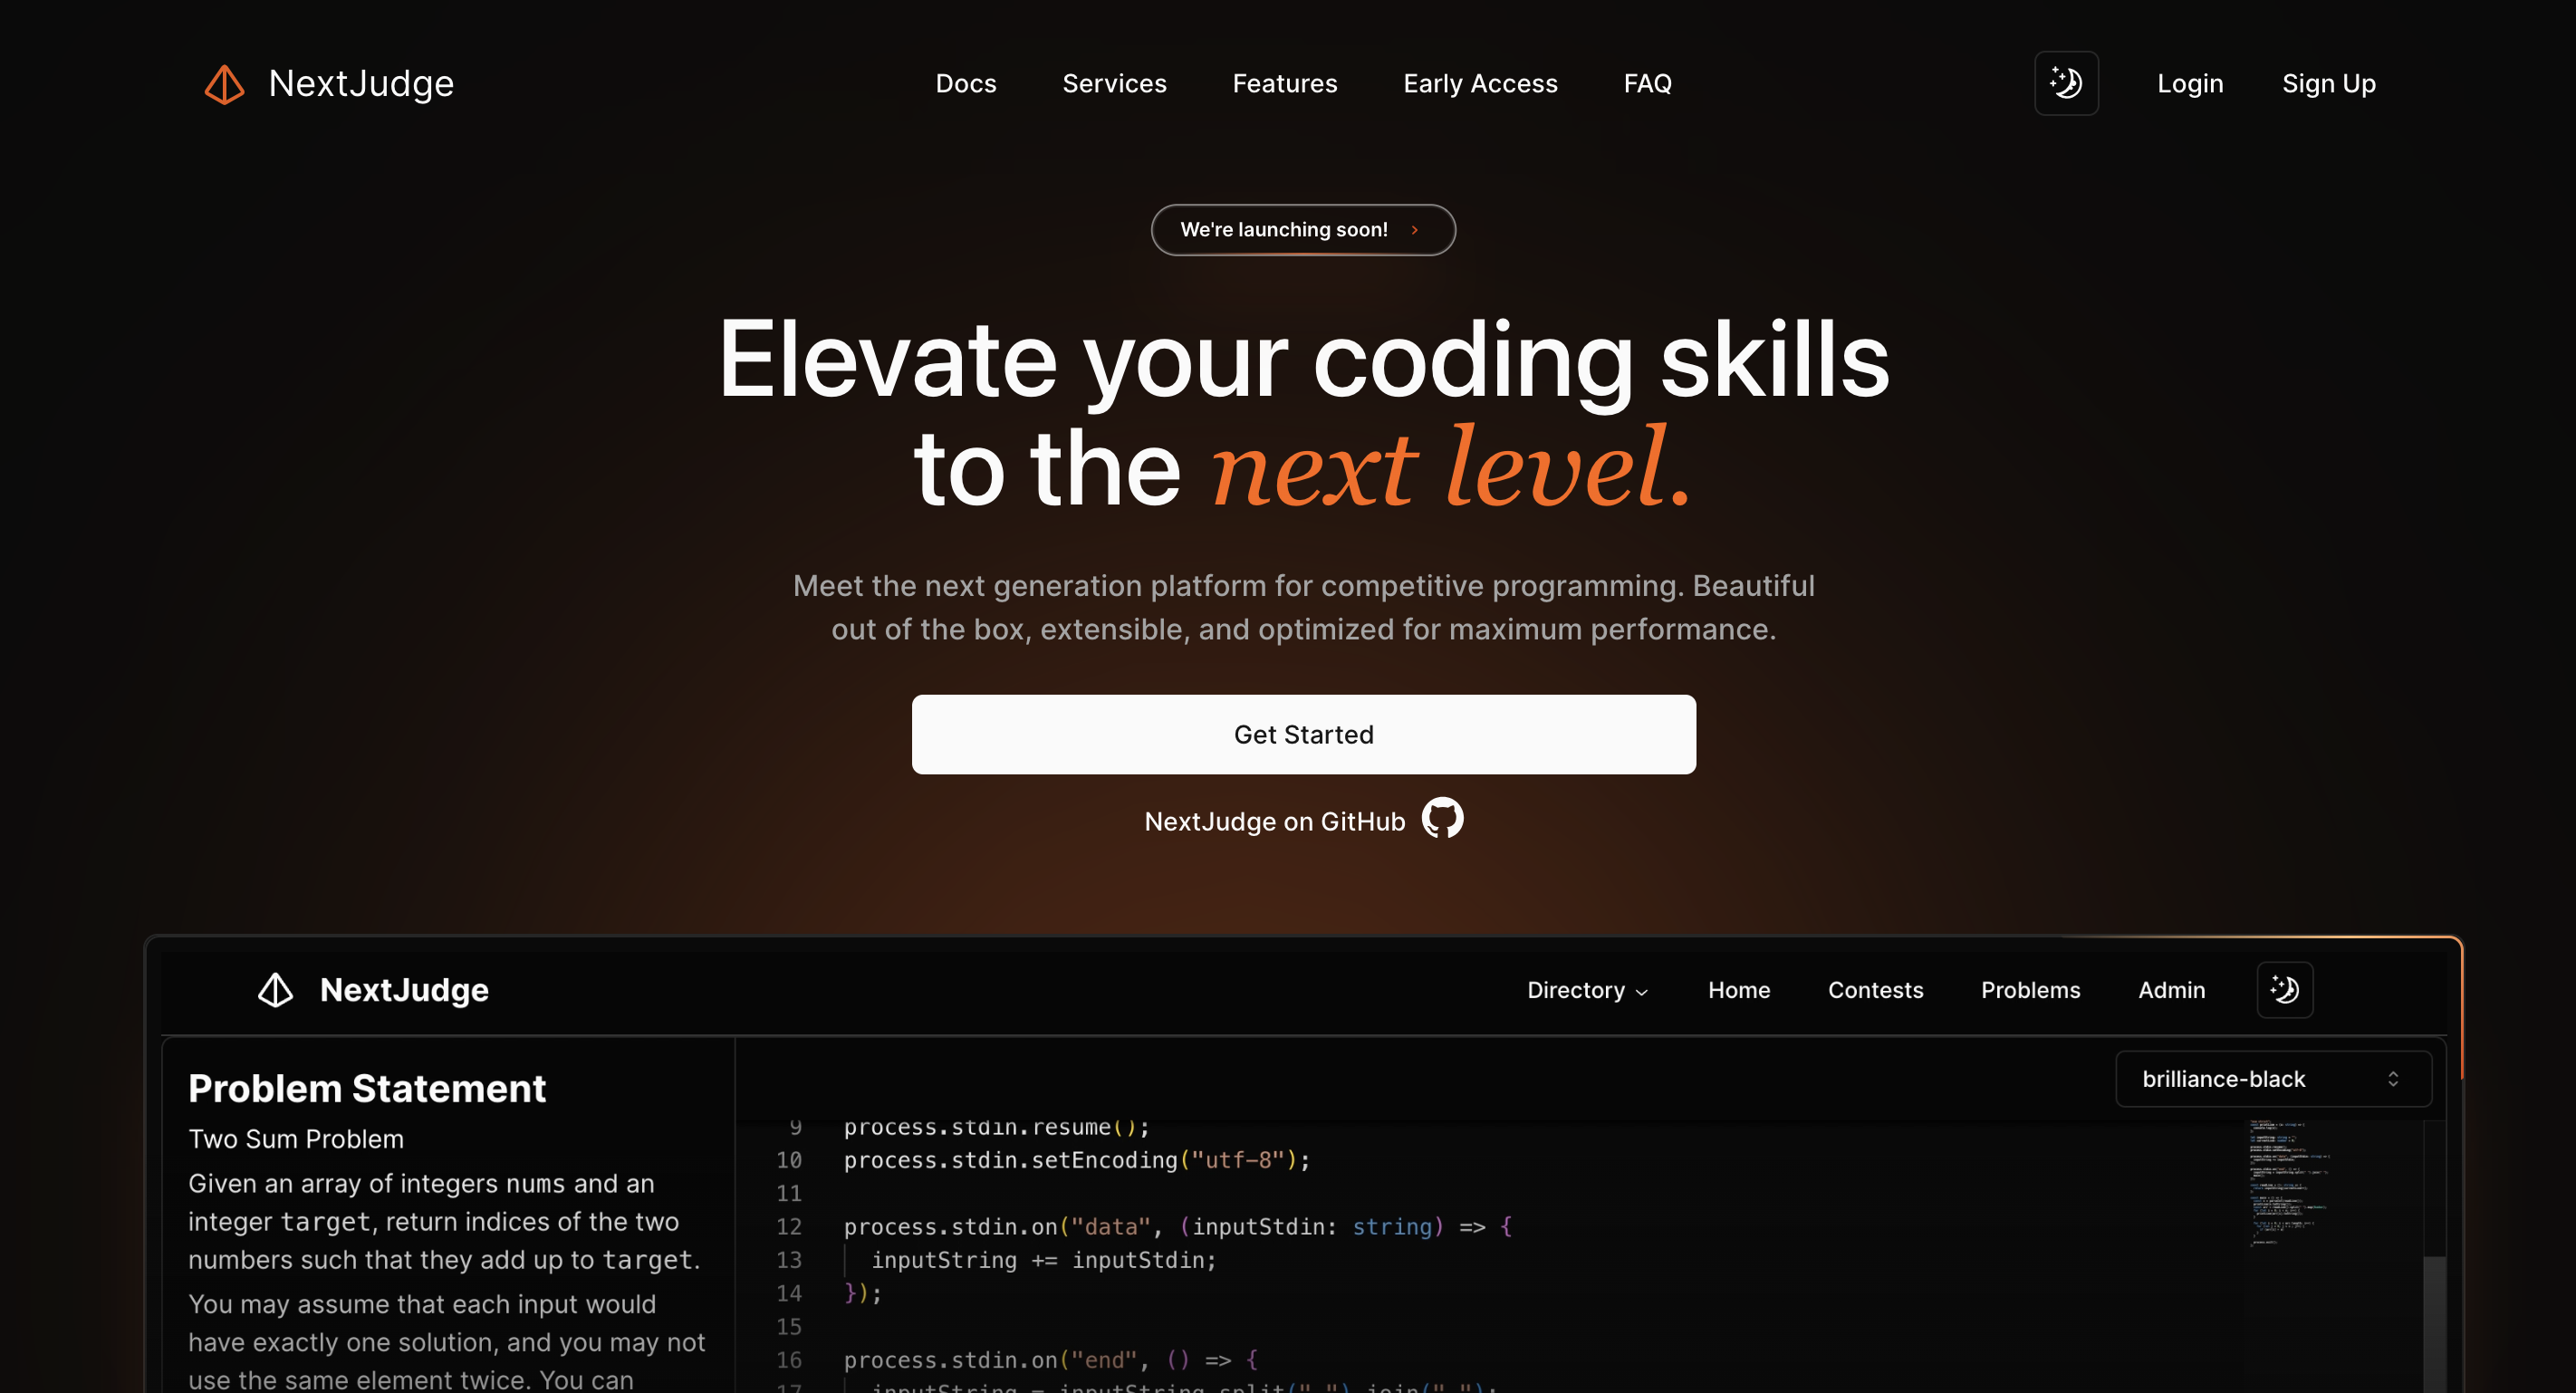 NextJudge
Docs Services Features Early Access FAQ
Login Sign Up
We're launching soon!
Elevate your coding skills
to the next level.
Meet the next generation platform for competitive programming. Beautiful
out of the box, extensible, and optimized for maximum performance.
Get Started
NextJudge on GitHub
NextJudge
Directory Home Contests Problems Admin
Problem Statement
Two Sum Problem
Given an array of integers nums and an
integer target, return indices of the two
numbers such that they add up to target.
You may assume that each input would
have exactly one solution, and you may not
use the same element twice. You can
brilliance-black
9 process.stdin.resume();
10 process.stdin.setEncoding("utf-8");
11
12 process.stdin.on("data", (inputStdin: string) => {
13 inputString += inputStdin;
14 });
15
16 process.stdin.on("end", () => {
17 inputString = inputString.split(" ").join(" ");